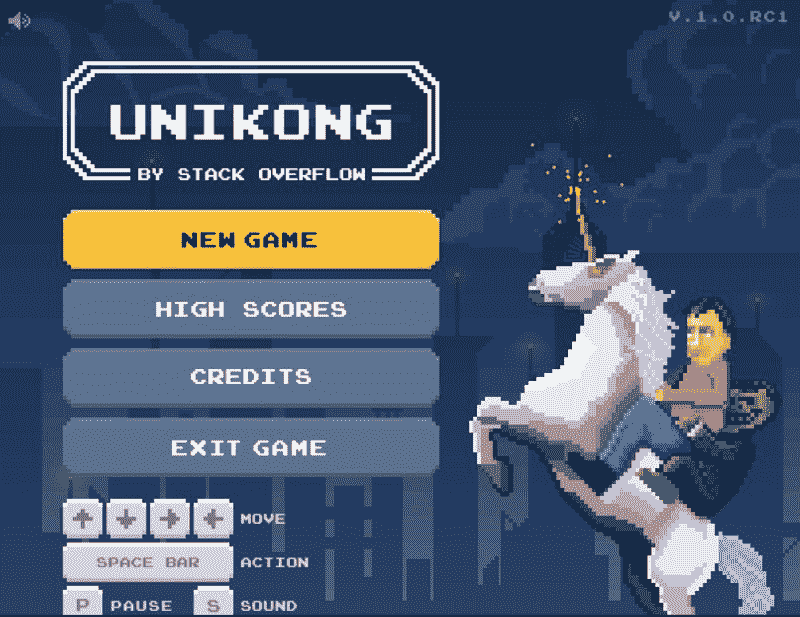 V.1.0.RC1
UNIKONG
BY STACK OVERFLOW
NEW GAME
HIGH SCORES
CREDITS
EXIT GAME
MOVE
SPACE BAR ACTION
P PAUSE S SOUND